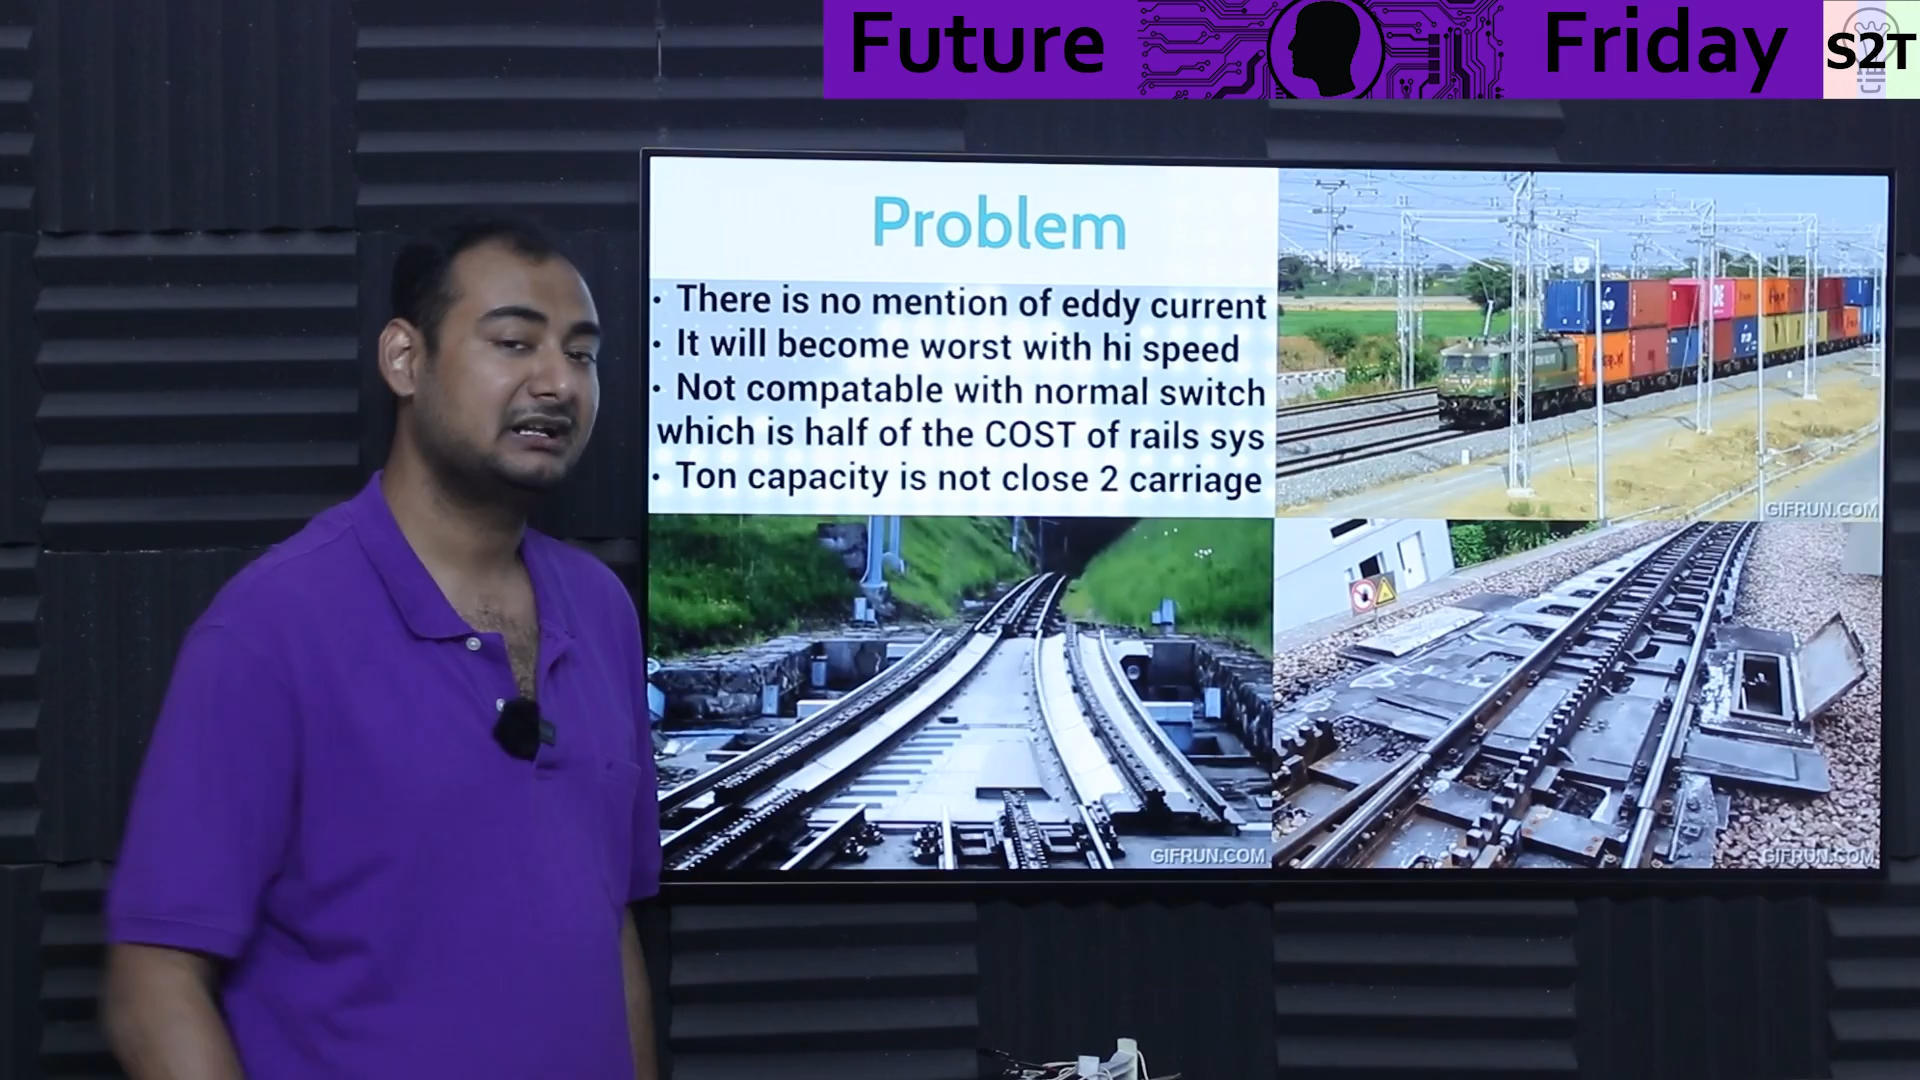 Future Friday
S2T
Problem
• There is no mention of eddy current
• It will become worst with hi speed
• Not compatable with normal switch
which is half of the COST of rails sys
• Ton capacity is not close 2 carriage
GIFRUN.COM
GIFRUN.COM
GIFRUN.COM